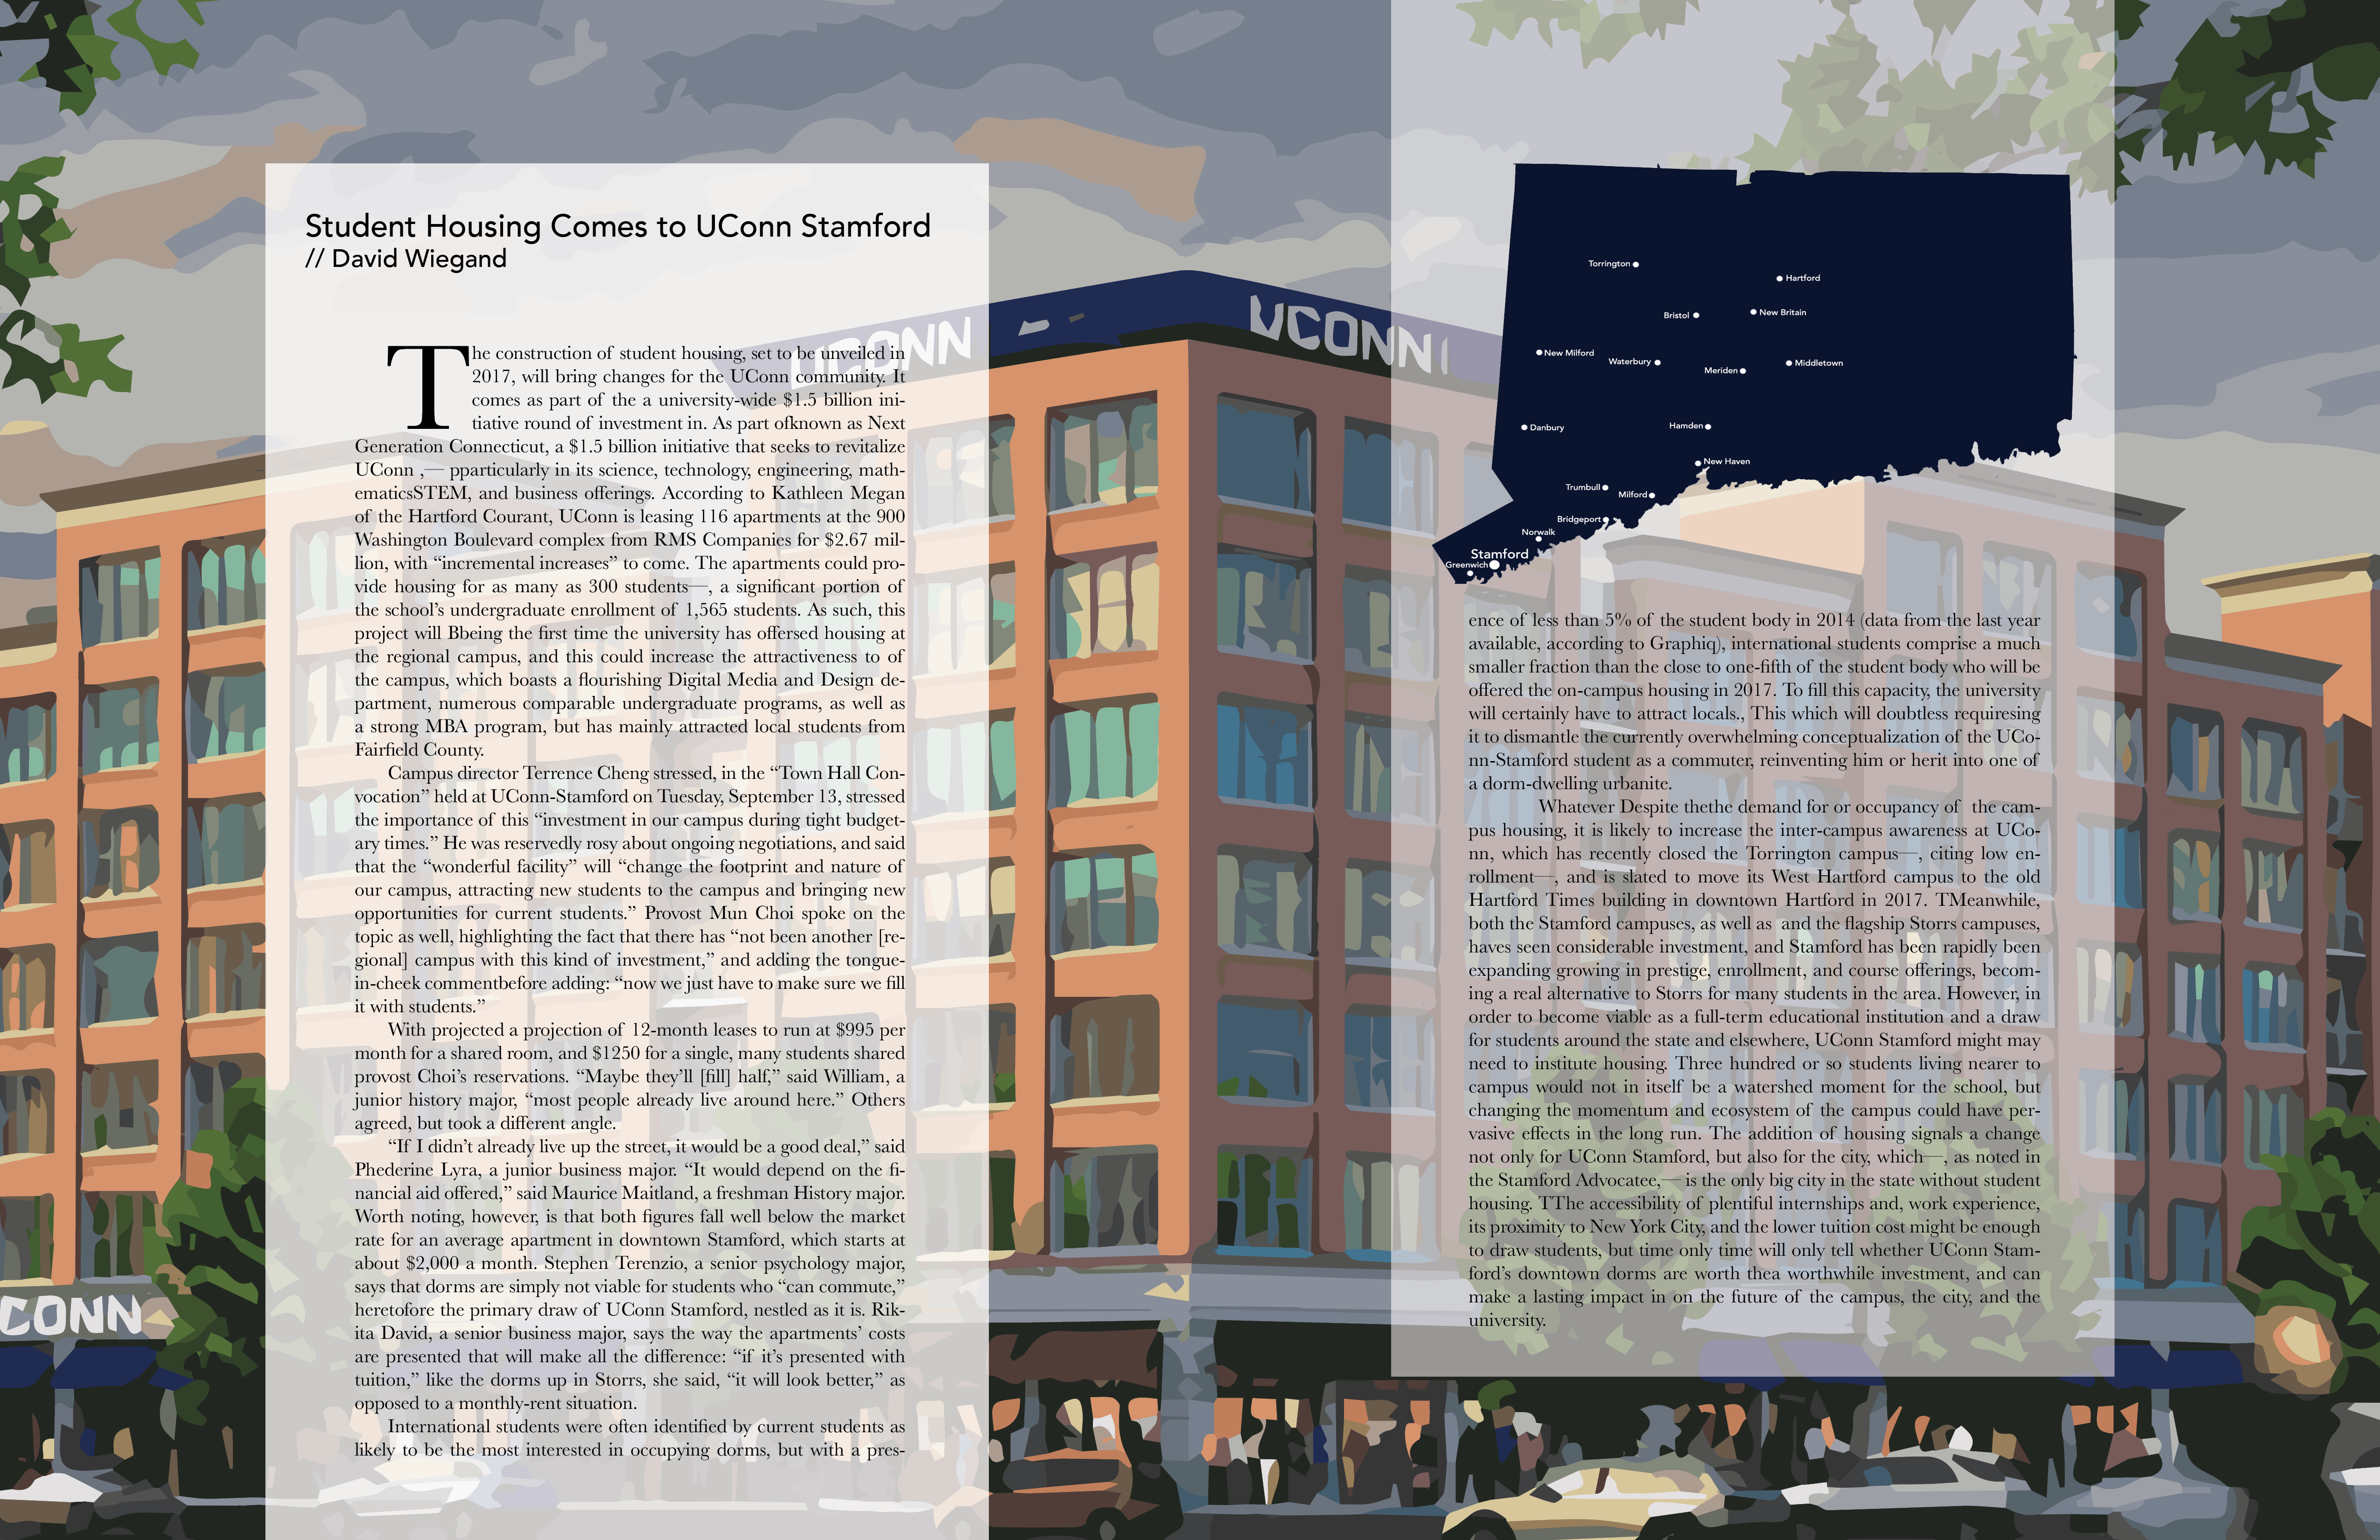 Student Housing Comes to UConn Stamford
// David Wiegand
The construction of student housing, set to be unveiled in
2017, will bring changes for the UConn community. It
comes as part of the a university-wide $1.5 billion ini-
tiative round of investment in. As part ofknown as Next
Generation Connecticut, a $1.5 billion initiative that seeks to revitalize
UConn ,— pparticularly in its science, technology, engineering, math-
ematicsSTEM, and business offerings. According to Kathleen Megan
of the Hartford Courant, UConn is leasing 116 apartments at the 900
Washington Boulevard complex from RMS Companies for $2.67 mil-
lion, with “incremental increases” to come. The apartments could pro-
vide housing for as many as 300 students—, a significant portion of
the school’s undergraduate enrollment of 1,565 students. As such, this
project will Bbeing the first time the university has offersed housing at
the regional campus, and this could increase the attractiveness to of
the campus, which boasts a flourishing Digital Media and Design de-
partment, numerous comparable undergraduate programs, as well as
a strong MBA program, but has mainly attracted local students from
Fairfield County.
Campus director Terrence Cheng stressed, in the “Town Hall Con-
vocation” held at UConn-Stamford on Tuesday, September 13, stressed
the importance of this “investment in our campus during tight budget-
ary times.” He was reservedly rosy about ongoing negotiations, and said
that the “wonderful facility” will “change the footprint and nature of
our campus, attracting new students to the campus and bringing new
opportunities for current students.” Provost Mun Choi spoke on the
topic as well, highlighting the fact that there has “not been another [re-
gional] campus with this kind of investment,” and adding the tongue-
in-cheek commentbefore adding: “now we just have to make sure we fill
it with students.”
With projected a projection of 12-month leases to run at $995 per
month for a shared room, and $1250 for a single, many students shared
provost Choi’s reservations. “Maybe they’ll [fill] half,” said William, a
junior history major, “most people already live around here.” Others
agreed, but took a different angle.
“If I didn’t already live up the street, it would be a good deal,” said
Phederine Lyra, a junior business major. “It would depend on the fi-
nancial aid offered,” said Maurice Maitland, a freshman History major.
Worth noting, however, is that both figures fall well below the market
rate for an average apartment in downtown Stamford, which starts at
about $2,000 a month. Stephen Terenzio, a senior psychology major,
says that dorms are simply not viable for students who “can commute,”
heretofore the primary draw of UConn Stamford, nestled as it is. Rik-
ita David, a senior business major, says the way the apartments’ costs
are presented that will make all the difference: “if it’s presented with
tuition,” like the dorms up in Storrs, she said, “it will look better,” as
opposed to a monthly-rent situation.
International students were often identified by current students as
likely to be the most interested in occupying dorms, but with a pres-
UCONN
UCONN
CONN
Torrington
Hartford
Bristol
New Britain
New Milford
Waterbury
Meriden
Middletown
Danbury
Hamden
New Haven
Trumbull
Milford
Bridgeport
Norwalk
Stamford
Greenwich
ence of less than 5% of the student body in 2014 (data from the last year
available, according to Graphiq), international students comprise a much
smaller fraction than the close to one-fifth of the student body who will be
offered the on-campus housing in 2017. To fill this capacity, the university
will certainly have to attract locals., This which will doubtless requiresing
it to dismantle the currently overwhelming conceptualization of the UCo-
nn-Stamford student as a commuter, reinventing him or herit into one of
a dorm-dwelling urbanite.
Whatever Despite thethe demand for or occupancy of the cam-
pus housing, it is likely to increase the inter-campus awareness at UCo-
nn, which has recently closed the Torrington campus—, citing low en-
rollment—, and is slated to move its West Hartford campus to the old
Hartford Times building in downtown Hartford in 2017. TMeanwhile,
both the Stamford campuses, as well as and the flagship Storrs campuses,
haves seen considerable investment, and Stamford has been rapidly been
expanding growing in prestige, enrollment, and course offerings, becom-
ing a real alternative to Storrs for many students in the area. However, in
order to become viable as a full-term educational institution and a draw
for students around the state and elsewhere, UConn Stamford might may
need to institute housing. Three hundred or so students living nearer to
campus would not in itself be a watershed moment for the school, but
changing the momentum and ecosystem of the campus could have per-
vasive effects in the long run. The addition of housing signals a change
not only for UConn Stamford, but also for the city, which—, as noted in
the Stamford Advocatee,— is the only big city in the state without student
housing. TThe accessibility of plentiful internships and, work experience,
its proximity to New York City, and the lower tuition cost might be enough
to draw students, but time only time will only tell whether UConn Stam-
ford’s downtown dorms are worth thea worthwhile investment, and can
make a lasting impact in on the future of the campus, the city, and the
university.